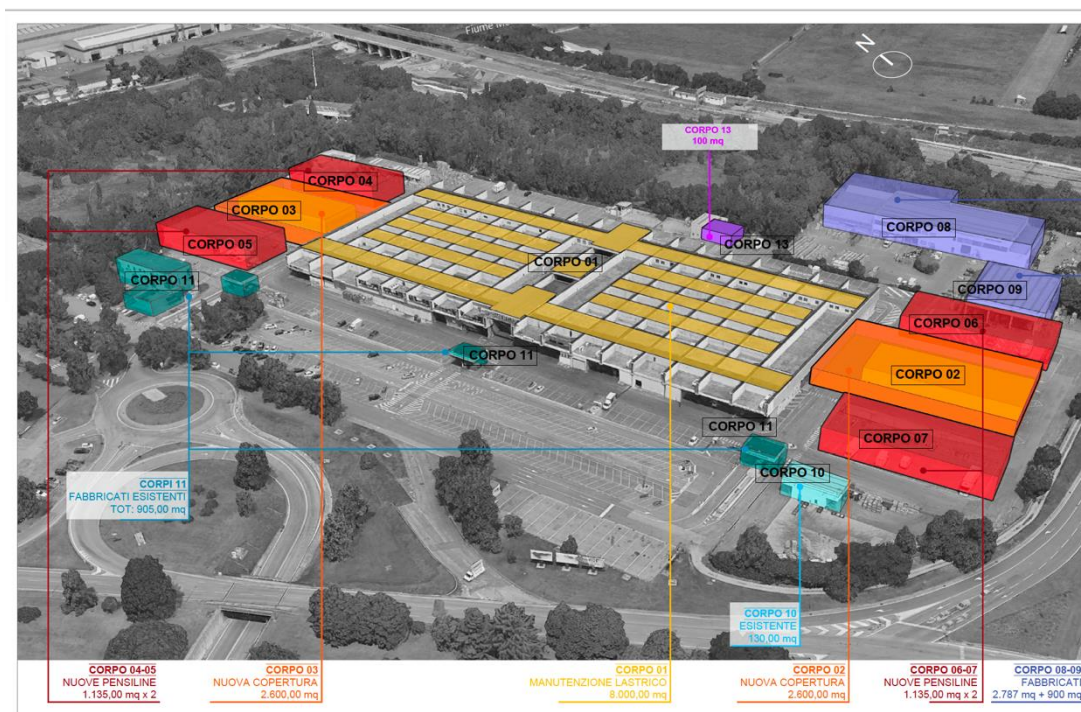 Fiume
N
CORPO 13
100 mq
CORPO 04
CORPO 03
CORPO 05
CORPO 08
CORPO 13
CORPO 01
CORPO 11
CORPO 09
CORPO 06
CORPO 11
CORPO 02
CORPO 11
CORPO 07
CORPO 10
CORPI 11
FABBRICATI ESISTENTI
TOT: 905,00 mq
CORPO 10
ESISTENTE
130,00 mq
CORPO 04-05
NUOVE PENSILINE
1.135,00 mq x 2
CORPO 03
NUOVA COPERTURA
2.600,00 mq
CORPO 01
MANUTENZIONE LASTRICO
8.000,00 mq
CORPO 02
NUOVA COPERTURA
2.600,00 mq
CORPO 06-07
NUOVE PENSILINE
1.135,00 mq x 2
CORPO 08-09
FABBRICATI
2.787 mq + 900 mq